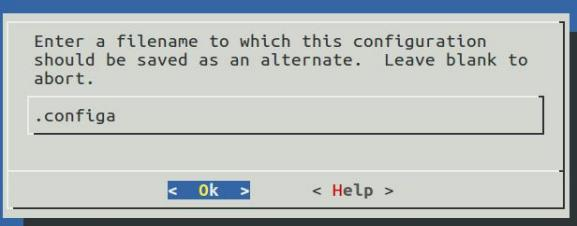 Enter a filename to which this configuration
should be saved as an alternate.  Leave blank to
abort.
.configa
<  Ok  >      < Help >